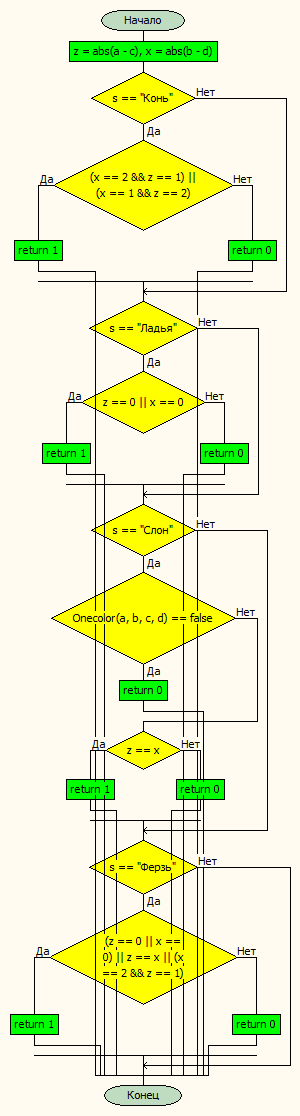 Начало
z = abs(a - c), x = abs(b - d)
s == "Конь"
Нет
Да
Да
(x == 2 && z == 1) ||
(x == 1 && z == 2)
Нет
return 1
return 0
s == "Ладья"
Нет
Да
Да
z == 0 || x == 0
Нет
return 1
return 0
s == "Слон"
Нет
Да
Onecolor(a, b, c, d) == false
Нет
Да
return 0
Да
z == x
Нет
return 1
return 0
s == "Ферзь"
Нет
Да
Да
(z == 0 || x ==
0) || z == x || (x
== 2 && z == 1)
Нет
return 1
return 0
Конец